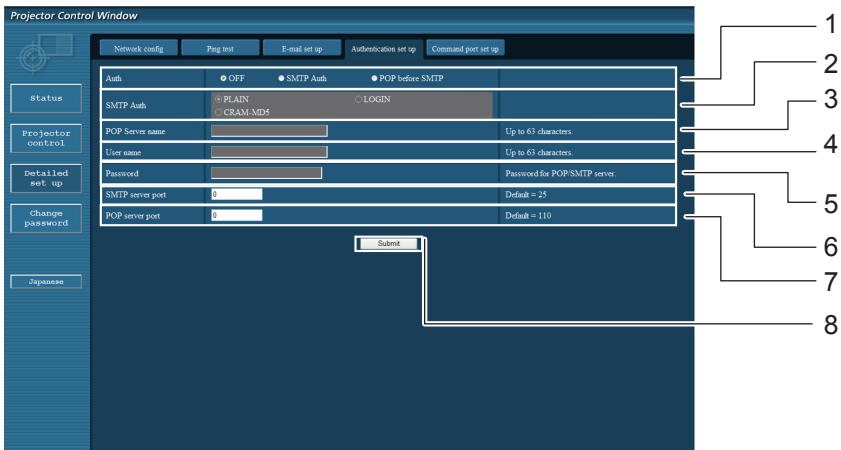 Projector Control Window
Network config
Ping test
E-mail set up
Authentication set up
Command port set up
Status
Projector control
Detailed set up
Change password
Japanese
Auth
OFF
SMTP Auth
POP before SMTP
SMTP Auth
PLAIN
LOGIN
CRAM-MD5
POP Server name
Up to 63 characters.
User name
Up to 63 characters.
Password
Password for POP/SMTP server.
SMTP server port
0
Default = 25
POP server port
0
Default = 110
Submit
1
2
3
4
5
6
7
8